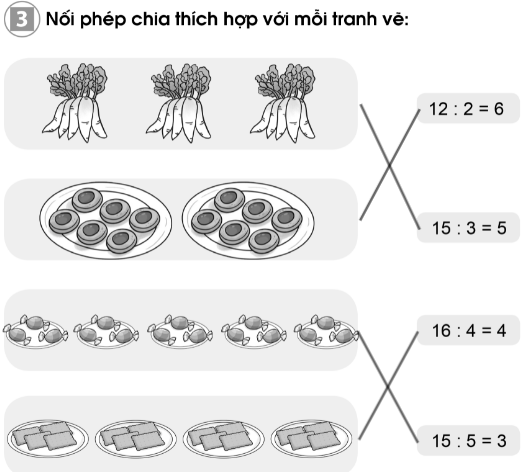 3 Nối phép chia thích hợp với mỗi tranh vẽ:
12 : 2 = 6
15 : 3 = 5
16 : 4 = 4
15 : 5 = 3